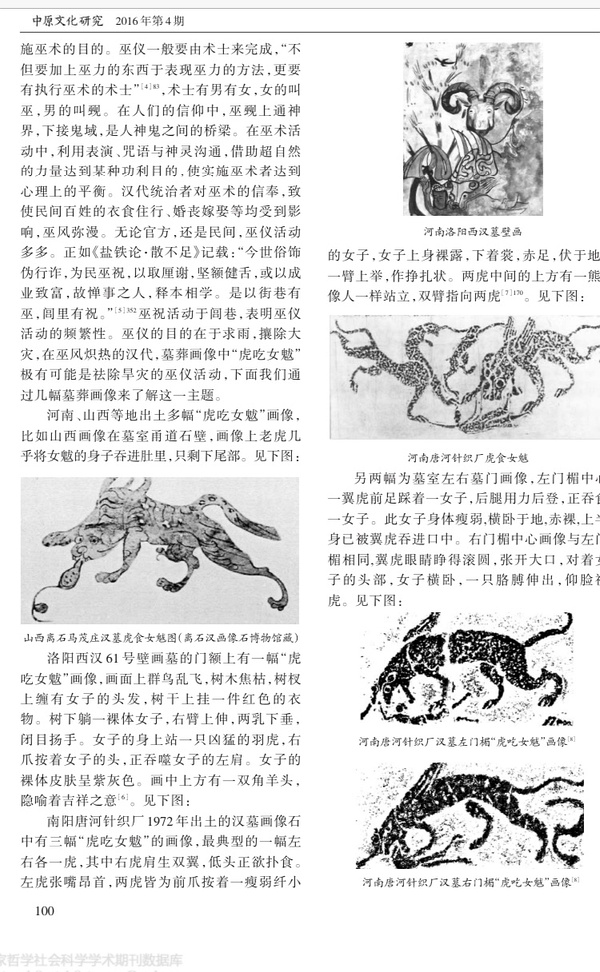 中原文化研究 2016年第4期
施巫术的目的。巫仪一般要由术士来完成，“不
但要加上巫力的东西于表现巫力的方法，更要
有执行巫术的术士”[4]83，术士有男有女，女的叫
巫，男的叫觋。在人们的信仰中，巫觋上通神
界，下接鬼域，是人神鬼之间的桥梁。在巫术活
动中，利用表演、咒语与神灵沟通，借助超自然
的力量达到某种功利目的，使实施巫术者达到
心理上的平衡。汉代统治者对巫术的信奉，致
使民间百姓的衣食住行、婚丧嫁娶等均受到影
响，巫风弥漫。无论官方，还是民间，巫仪活动
多多。正如《盐铁论·散不足》记载：“今世俗饰
伪行诈，为民巫祝，以取厘谢，坚额健舌，或以成
业致富，故惮事之人，释本相学。是以街巷有
巫，闾里有祝。”[5]352巫祝活动于闾巷，表明巫仪
活动的频繁性。巫仪的目的在于求雨，攘除大
灾，在巫风炽热的汉代，墓葬画像中“虎吃女魃”
极有可能是祛除旱灾的巫仪活动，下面我们通
过几幅墓葬画像来了解这一主题。
河南、山西等地出土多幅“虎吃女魃”画像，
比如山西画像在墓室甬道石壁，画像上老虎几
乎将女魃的身子吞进肚里，只剩下尾部。见下图：
山西离石马茂庄汉墓虎食女魃图（离石汉画像石博物馆藏）
洛阳西汉61号壁画墓的门额上有一幅“虎
吃女魃”画像，画面上群鸟乱飞，树木焦枯，树杈
上缠有女子的头发，树干上挂一件红色的衣
物。树下躺一裸体女子，右臂上伸，两乳下垂，
闭目扬手。女子的身上站一只凶猛的羽虎，右
爪按着女子的头，正吞噬女子的左肩。女子的
裸体皮肤呈紫灰色。画中上方有一双角羊头，
隐喻着吉祥之意[6]。见下图：
南阳唐河针织厂1972年出土的汉墓画像石
中有三幅“虎吃女魃”的画像，最典型的一幅左
右各一虎，其中右虎肩生双翼，低头正欲扑食。
左虎张嘴昂首，两虎皆为前爪按着一瘦弱纤小
100
河南洛阳西汉墓壁画
的女子，女子上身裸露，下着裳，赤足，伏于地
一臂上举，作挣扎状。两虎中间的上方有一熊
像人一样站立，双臂指向两虎[7]170。见下图：
河南唐河针织厂虎食女魃
另两幅为墓室左右墓门画像，左门楣中心
一翼虎前足踩着一女子，后腿用力后登，正吞食
一女子。此女子身体瘦弱，横卧于地，赤裸，上半
身已被翼虎吞进口中。右门楣中心画像与左门
楣相同，翼虎眼睛睁得滚圆，张开大口，对着女
子的头部，女子横卧，一只胳膊伸出，仰脸
虎。见下图：
河南唐河针织厂汉墓左门楣“虎吃女魃”画像[8]
河南唐河针织厂汉墓右门楣“虎吃女魃”画像[8]
家哲学社会科学学术期刊数据库